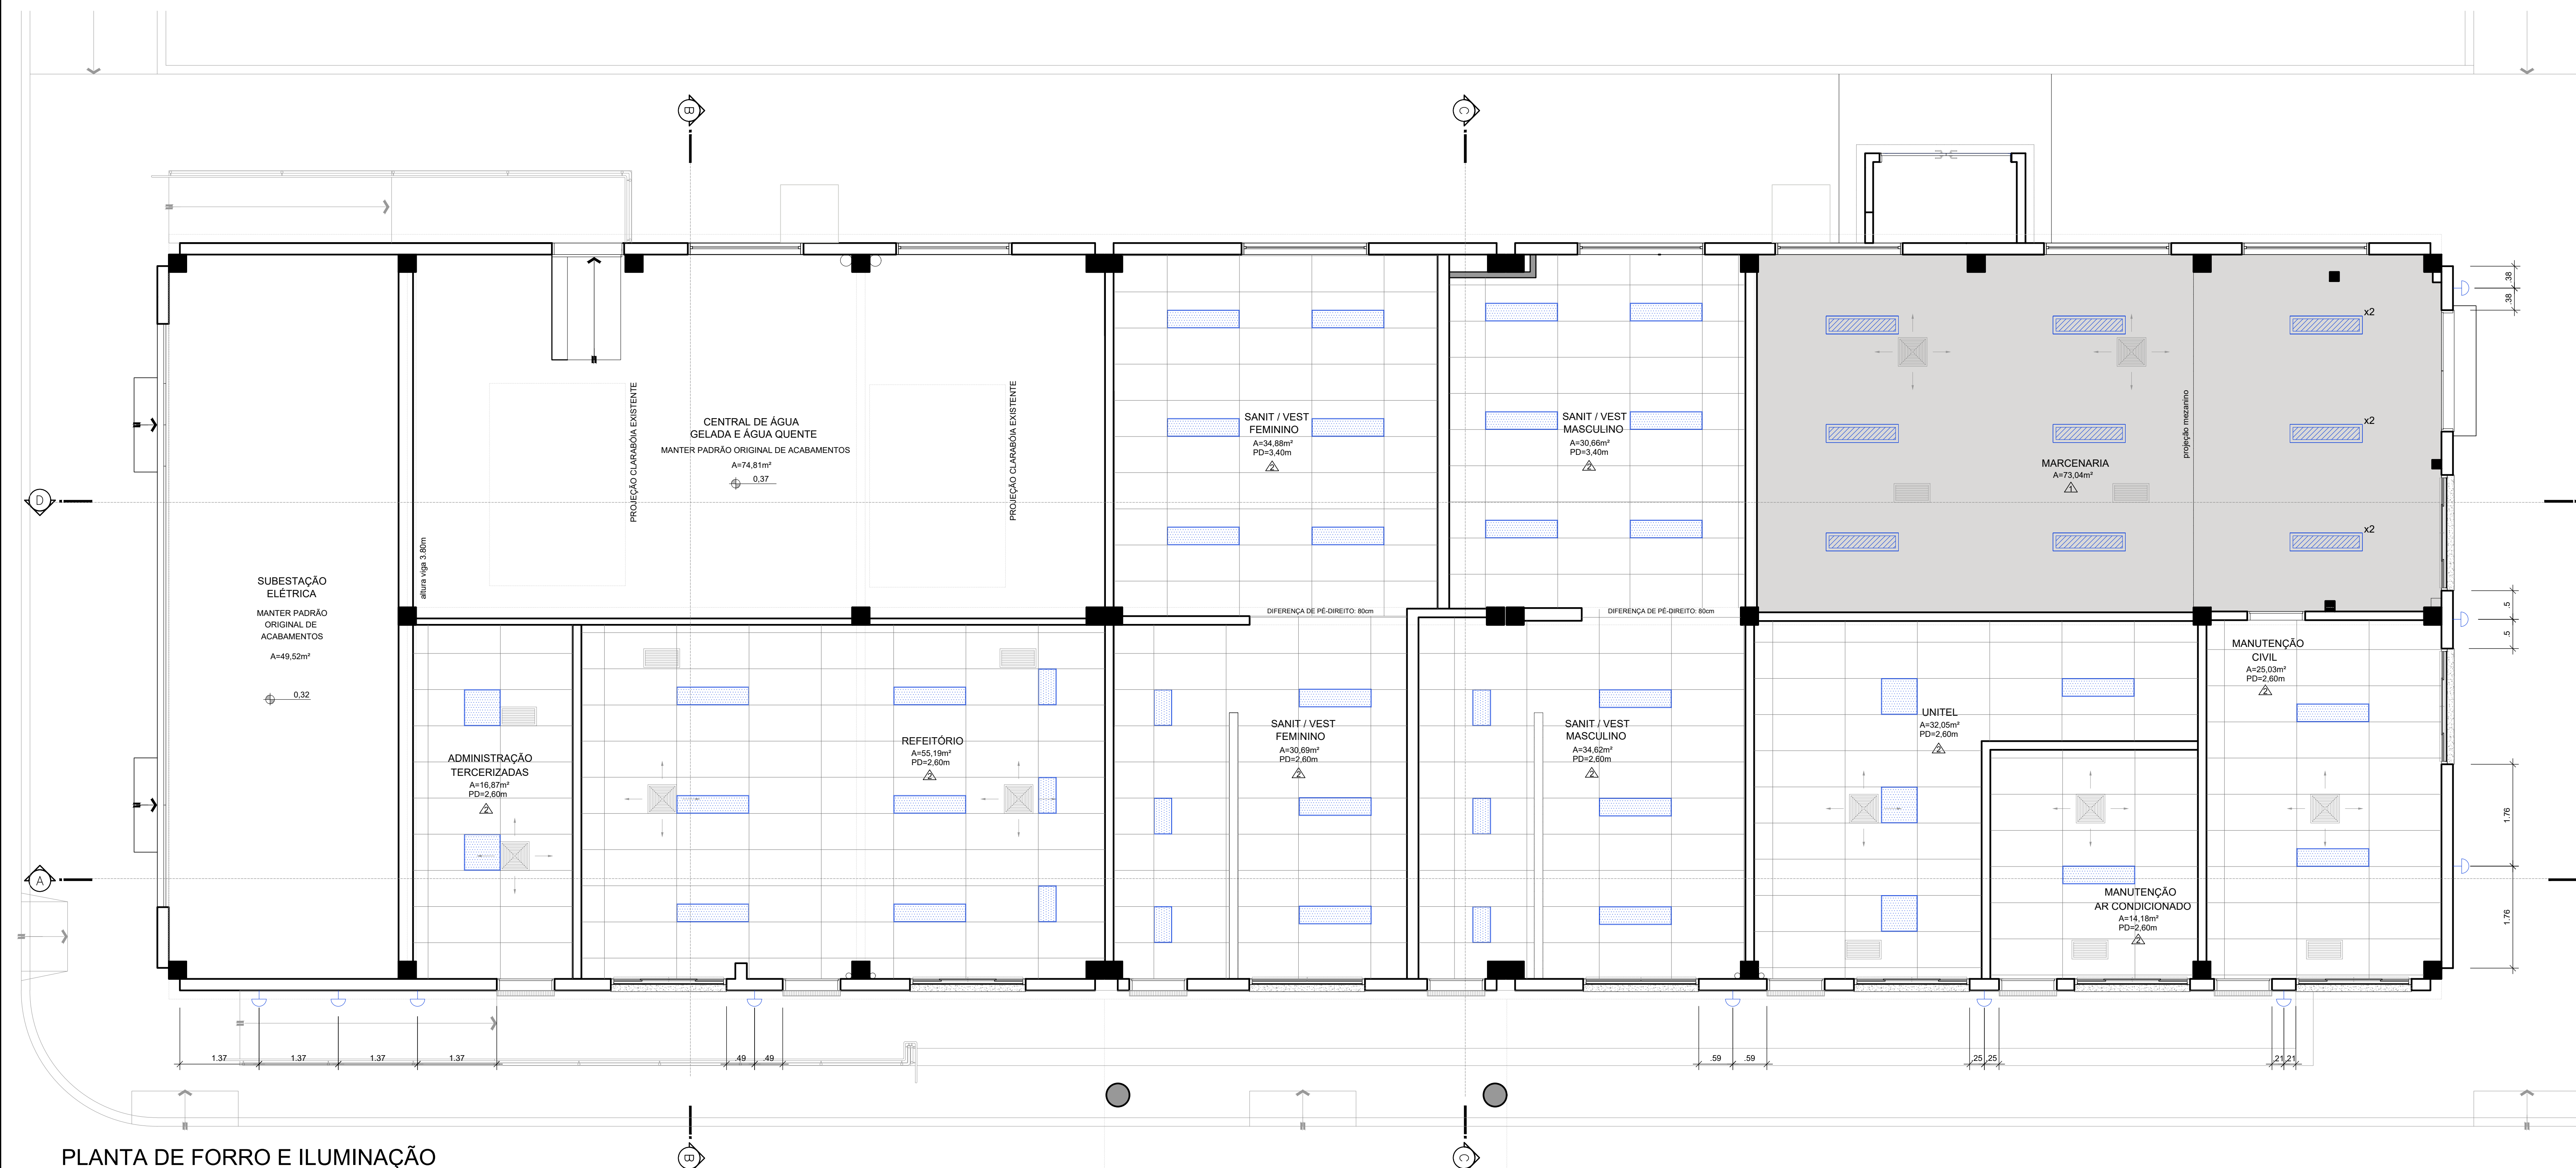 B
C
.38
.38
x2
x2
x2
PROJEÇÃO CLARABÓIA EXISTENTE
PROJEÇÃO CLARABÓIA EXISTENTE
CENTRAL DE ÁGUA
GELADA E ÁGUA QUENTE
MANTER PADRÃO ORIGINAL DE ACABAMENTOS
A=74,81m²
0,37
SANIT / VEST
FEMININO
A=34,88m²
PD=3,40m
2
SANIT / VEST
MASCULINO
A=30,66m²
PD=3,40m
2
projeção mezanino
MARCENARIA
A=73,04m²
1
D
altura viga 3.80m
SUBESTAÇÃO
ELÉTRICA
MANTER PADRÃO
ORIGINAL DE
ACABAMENTOS
A=49,52m²
0,32
DIFERENÇA DE PÉ-DIREITO: 80cm
DIFERENÇA DE PÉ-DIREITO: 80cm
.5
.5
MANUTENÇÃO
CIVIL
A=25,03m²
PD=2,60m
2
ADMINISTRAÇÃO
TERCERIZADAS
A=16,87m²
PD=2,60m
2
REFEITÓRIO
A=55,19m²
PD=2,60m
2
SANIT / VEST
FEMININO
A=30,69m²
PD=2,60m
2
SANIT / VEST
MASCULINO
A=34,62m²
PD=2,60m
2
UNITEL
A=32,05m²
PD=2,60m
2
1.76
1.76
A
MANUTENÇÃO
AR CONDICIONADO
A=14,18m²
PD=2,60m
2
1.37
1.37
1.37
1.37
.49
.49
.59
.59
.25
.25
.21
.21
B
C
PLANTA DE FORRO E ILUMINAÇÃO